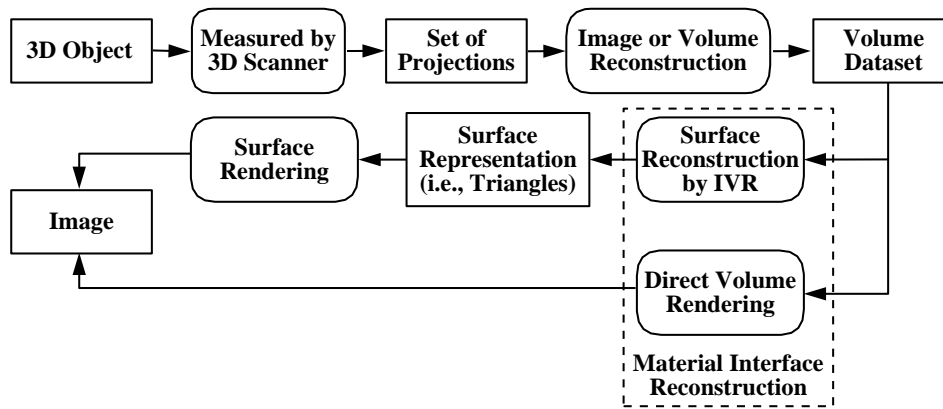 3D Object
Measured by
3D Scanner
Set of
Projections
Image or Volume
Reconstruction
Volume
Dataset
Surface
Rendering
Surface
Representation
(i.e., Triangles)
Surface
Reconstruction
by IVR
Image
Direct Volume
Rendering
Material Interface
Reconstruction